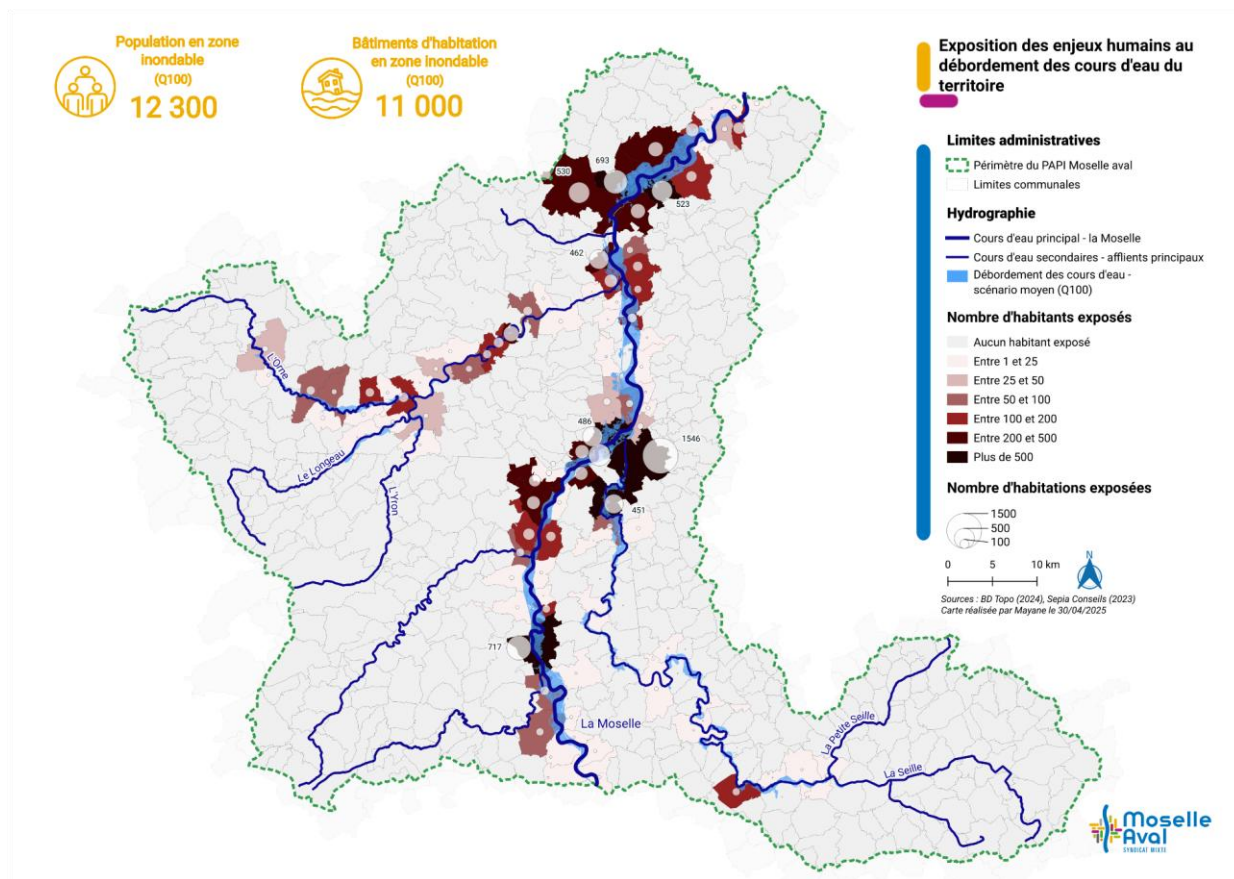 Population en zone
inondable
(Q100)
12 300
Bâtiments d'habitation
en zone inondable
(Q100)
11 000
Exposition des enjeux humains au
débordement des cours d'eau du
territoire
Limites administratives
Périmètre du PAPI Moselle aval
Limites communales
Hydrographie
Cours d'eau principal - la Moselle
Cours d'eau secondaires - afflients principaux
Débordement des cours d'eau -
scénario moyen (Q100)
Nombre d'habitants exposés
Aucun habitant exposé
Entre 1 et 25
Entre 25 et 50
Entre 50 et 100
Entre 100 et 200
Entre 200 et 500
Plus de 500
Nombre d'habitations exposées
1500
500
100
0 5 10 km
N
Sources : BD Topo (2024), Sepia Conseils (2023)
Carte réalisée par Mayane le 30/04/2025
693
530
523
462
L'Orne
486
1546
Le Longeau
L'Yron
451
717
La Moselle
La Petite Seille
La Seille
Moselle
Aval
SYNDICAT MIXTE